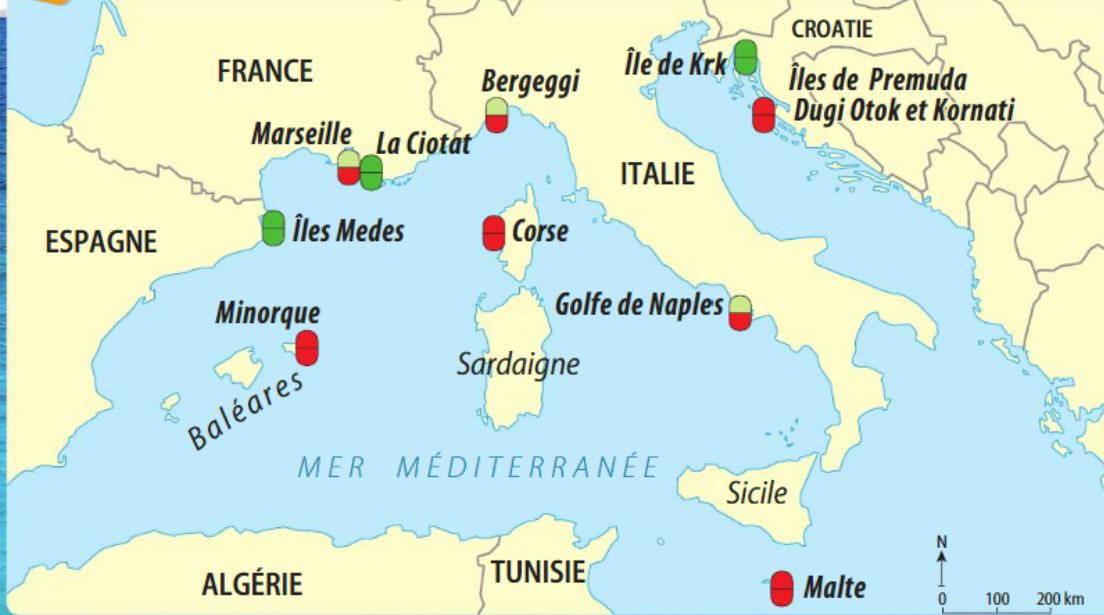 CROATIE
FRANCE
Île de Krk
Bergeggi
Îles de Premuda
Dugi Otok et Kornati
Marseille
La Ciotat
ITALIE
ESPAGNE
Îles Medes
Corse
Minorque
Golfe de Naples
Sardaigne
Baléares
MER MÉDITERRANÉE
Sicile
N
ALGÉRIE
TUNISIE
Malte
0 100 200 km